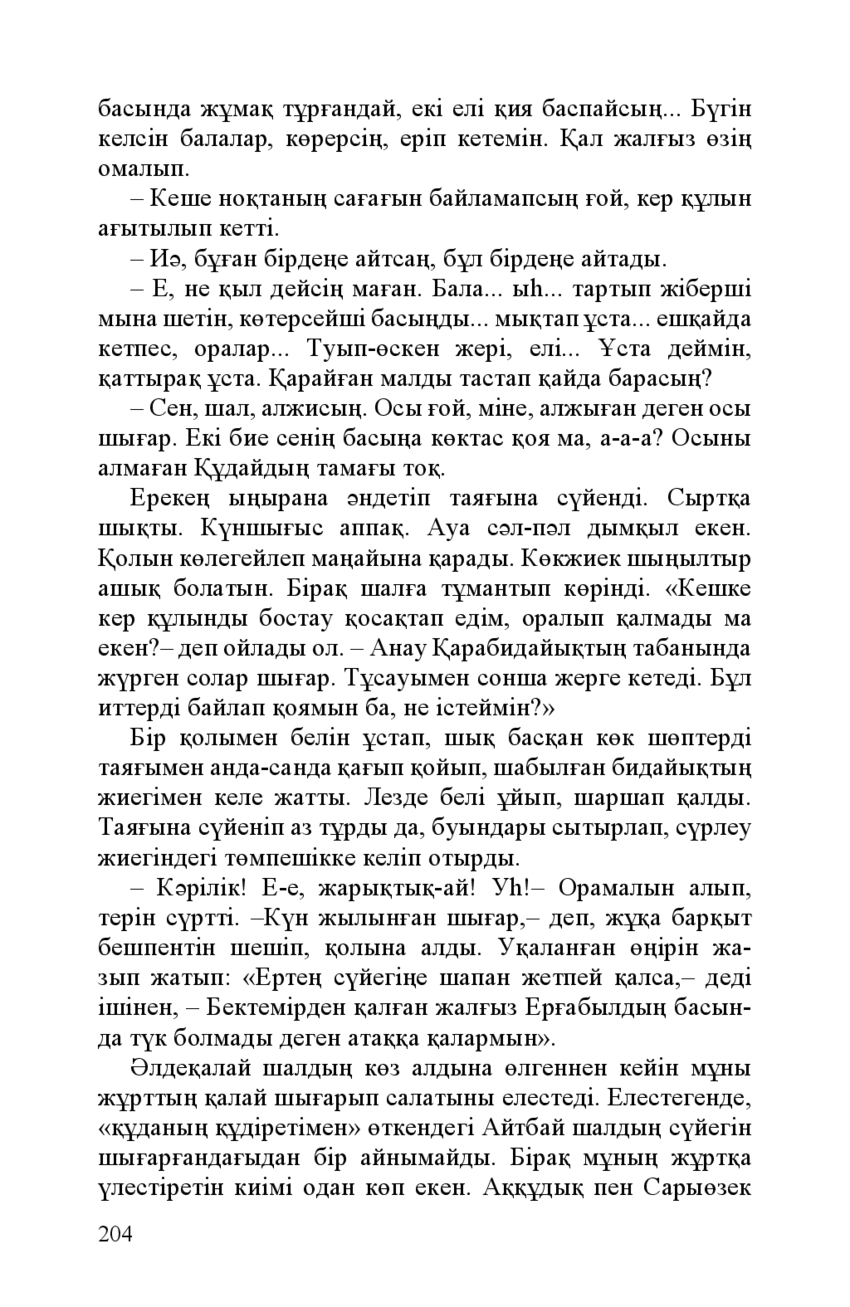 басында жұмақ тұрғандай, екі елі қия баспайсың... Бүгін
келсін балалар, көрерсің, еріп кетемін. Қал жалғыз өзің
омалып.
– Кеше ноқтаның сағағын байламапсың ғой, кер құлын
ағытылып кетті.
– Иә, бұған бірдеңе айтсаң, бұл бірдеңе айтады.
– Е, не қыл дейсің маған. Бала... ыһ... тартып жіберші
мына шетін, көтерсейші басыңды... мықтап ұста... ешқайда
кетпес, оралар... Туып-өскен жері, елі... Ұста деймін,
қаттырақ ұста. Қарайған малды тастап қайда барасың?
– Сен, шал, алжисың. Осы ғой, міне, алжыған деген осы
шығар. Екі бие сенің басыңа көктас қоя ма, а-а-а? Осыны
алмаған Құдайдың тамағы тоқ.
Ерекең ыңырана әндетіп таяғына сүйенді. Сыртқа
шықты. Күншығыс аппақ. Ауа сәл-пәл дымқыл екен.
Қолын көлегейлеп маңайына қарады. Көкжиек шыңылтыр
ашық болатын. Бірақ шалға тұмантып көрінді. «Кешке
кер құлынды бостау қосақтап едім, оралып қалмады ма
екен?– деп ойлады ол. – Анау Қарабидайықтың табанында
жүрген солар шығар. Тұсауымен сонша жерге кетеді. Бұл
иттерді байлап қоямын ба, не істеймін?»
Бір қолымен белін ұстап, шық басқан көк шөптерді
таяғымен анда-санда қағып қойып, шабылған бидайықтың
жиегімен келе жатты. Лезде белі ұйып, шаршап қалды.
Таяғына сүйеніп аз тұрды да, буындары сытырлап, сүрлеу
жиегіндегі төмпешікке келіп отырды.
– Кәрілік! Е-е, жарықтық-ай! Уһ!– Орамалын алып,
терін сүртті. –Күн жылынған шығар,– деп, жұқа барқыт
бешпентін шешіп, қолына алды. Уқаланған өңірін жа-
зып жатып: «Ертең сүйегіңе шапан жетпей қалса,– деді
ішінен, – Бектемірден қалған жалғыз Ерғабылдың басын-
да түк болмады деген атаққа қалармын».
Әлдеқалай шалдың көз алдына өлгеннен кейін мұны
жұрттың қалай шығарып салатыны елестеді. Елестегенде,
«құданың құдіретімен» өткендегі Айтбай шалдың сүйегін
шығарғандағыдан бір айнымайды. Бірақ мұның жұртқа
үлестіретін киімі одан көп екен. Аққұдық пен Сарыөзек
204